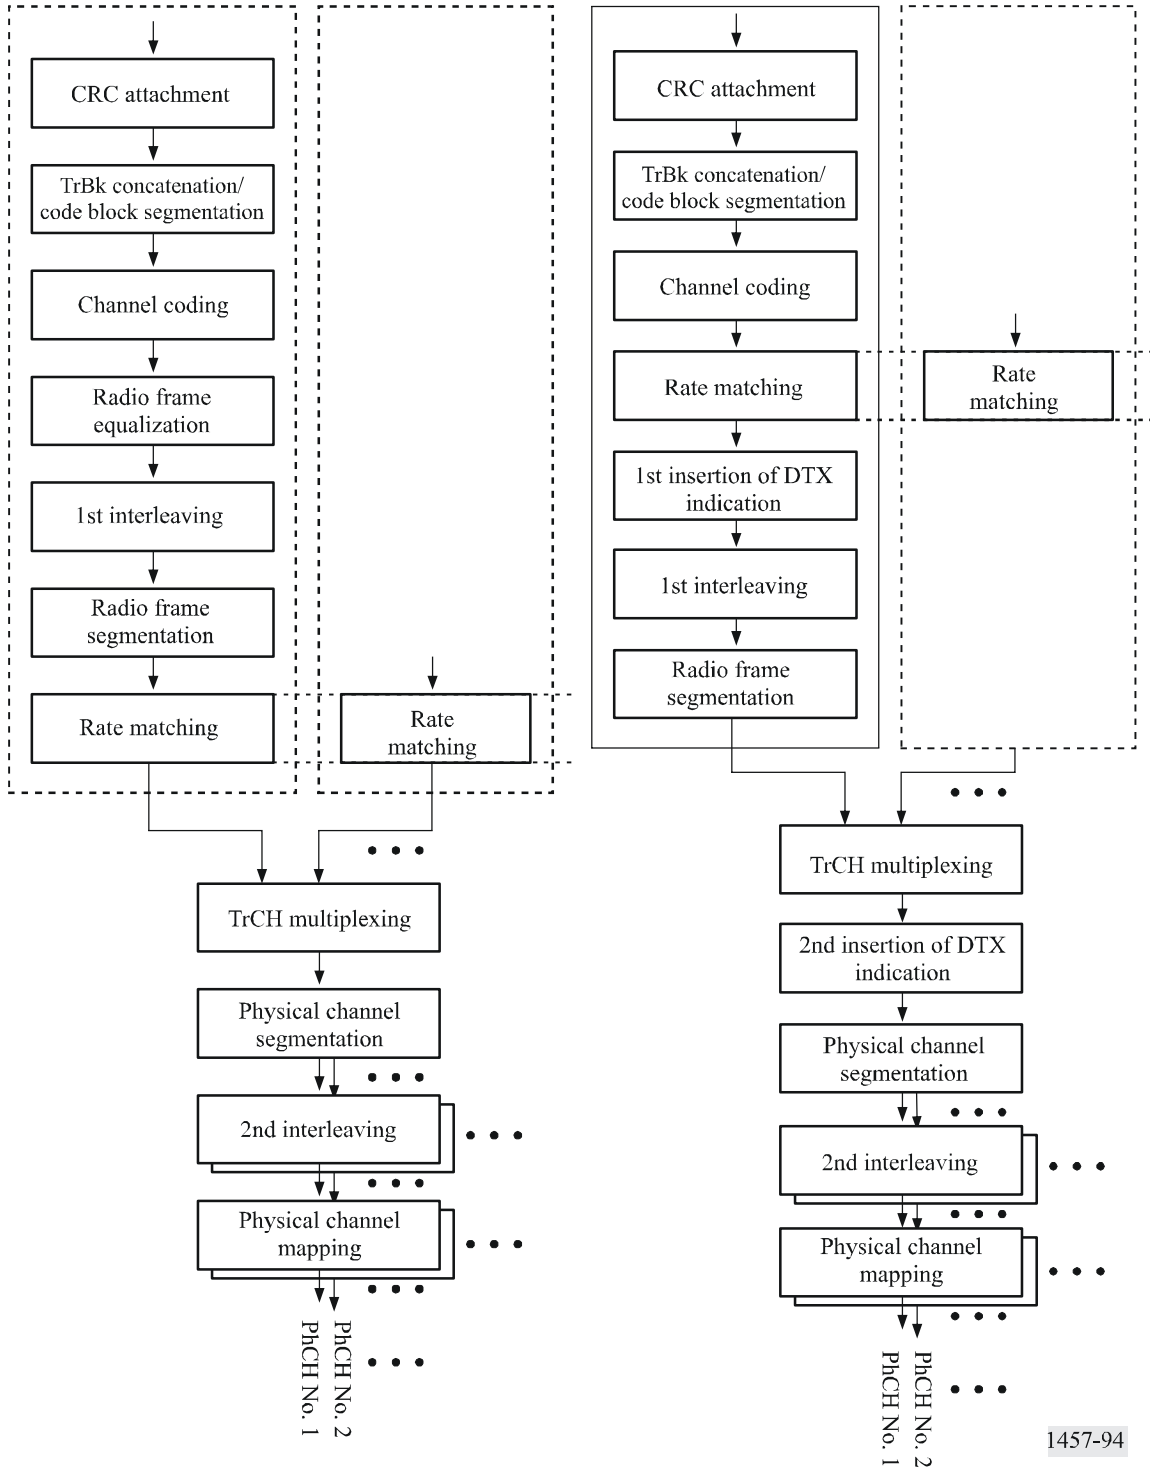 CRC attachment
TrBk concatenation/
code block segmentation
Channel coding
Radio frame
equalization
1st interleaving
Radio frame
segmentation
Rate matching
Rate
matching
TrCH multiplexing
Physical channel
segmentation
2nd interleaving
Physical channel
mapping
PhCH No. 1
PhCH No. 2
CRC attachment
TrBk concatenation/
code block segmentation
Channel coding
Rate matching
Rate
matching
1st insertion of DTX
indication
1st interleaving
Radio frame
segmentation
TrCH multiplexing
2nd insertion of DTX
indication
Physical channel
segmentation
2nd interleaving
Physical channel
mapping
PhCH No. 1
PhCH No. 2
1457-94